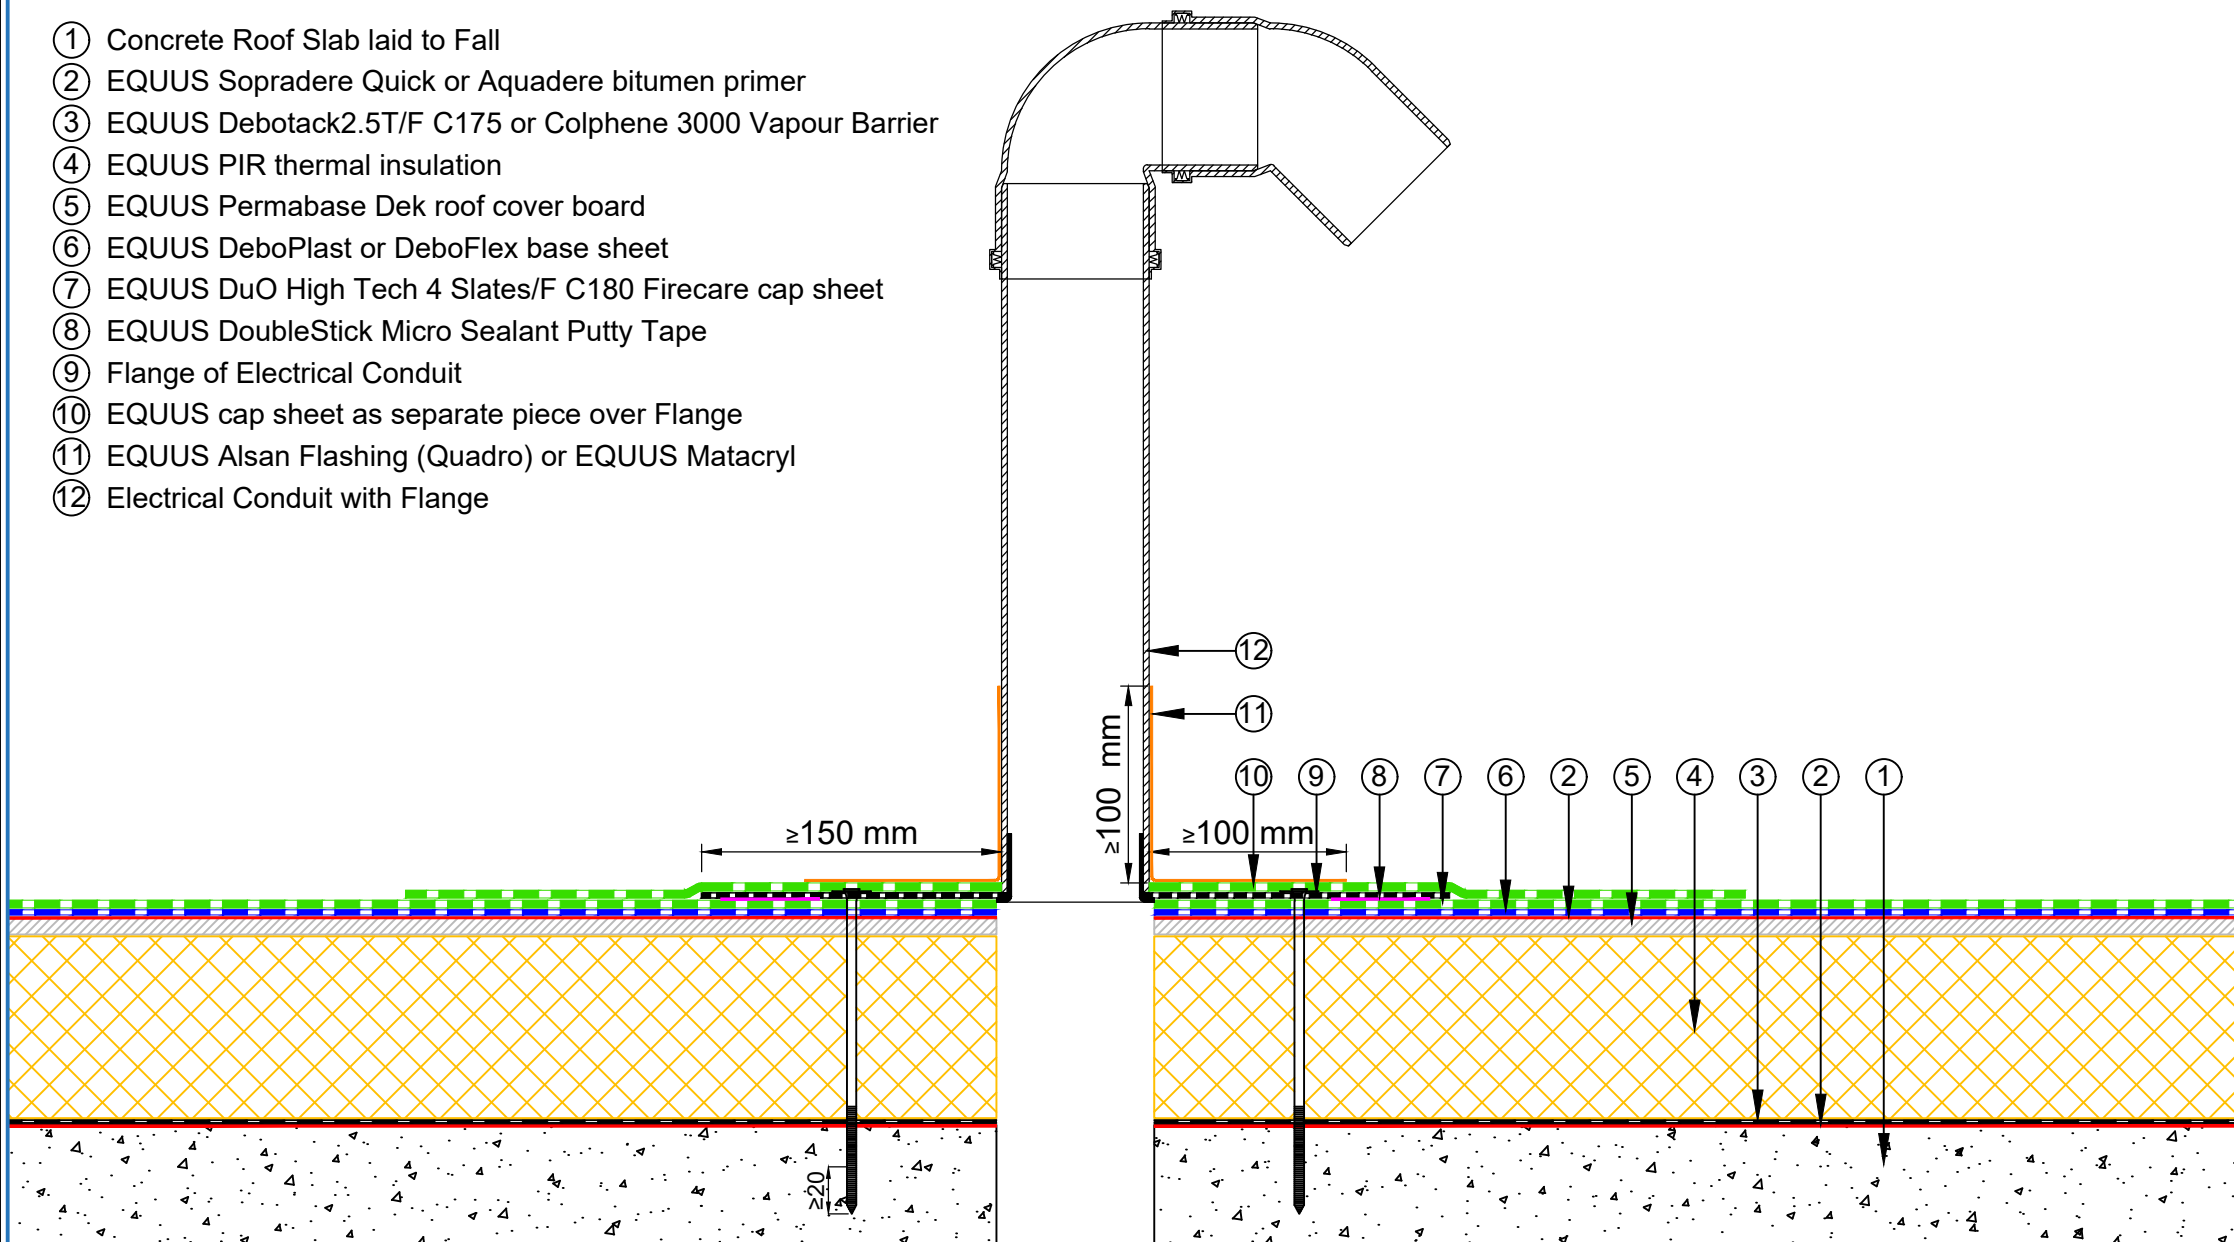 1 Concrete Roof Slab laid to Fall
2 EQUUS Sopradere Quick or Aquadere bitumen primer
3 EQUUS Debotack2.5T/F C175 or Colphene 3000 Vapour Barrier
4 EQUUS PIR thermal insulation
5 EQUUS Permabase Dek roof cover board
6 EQUUS DeboPlast or DeboFlex base sheet
7 EQUUS DuO High Tech 4 Slates/F C180 Firecare cap sheet
8 EQUUS DoubleStick Micro Sealant Putty Tape
9 Flange of Electrical Conduit
10 EQUUS cap sheet as separate piece over Flange
11 EQUUS Alsan Flashing (Quadro) or EQUUS Matacryl
12 Electrical Conduit with Flange
12
11
10 9 8 7 6 2 5 4 3 2 1
≥100 mm
≥150 mm
≥100 mm
≥20